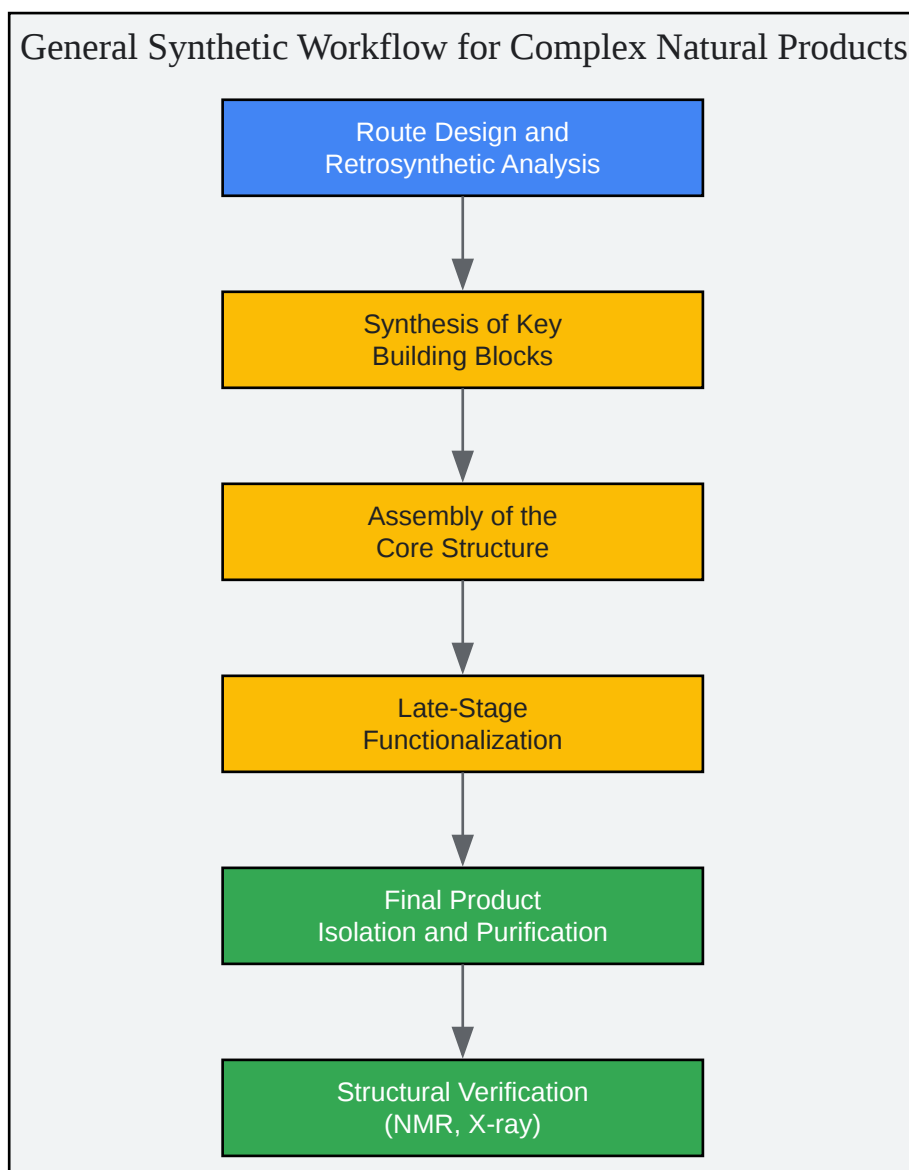 General Synthetic Workflow for Complex Natural Products
Route Design and
Retrosynthetic Analysis
Synthesis of Key
Building Blocks
Assembly of the
Core Structure
Late-Stage
Functionalization
Final Product
Isolation and Purification
Structural Verification
(NMR, X-ray)